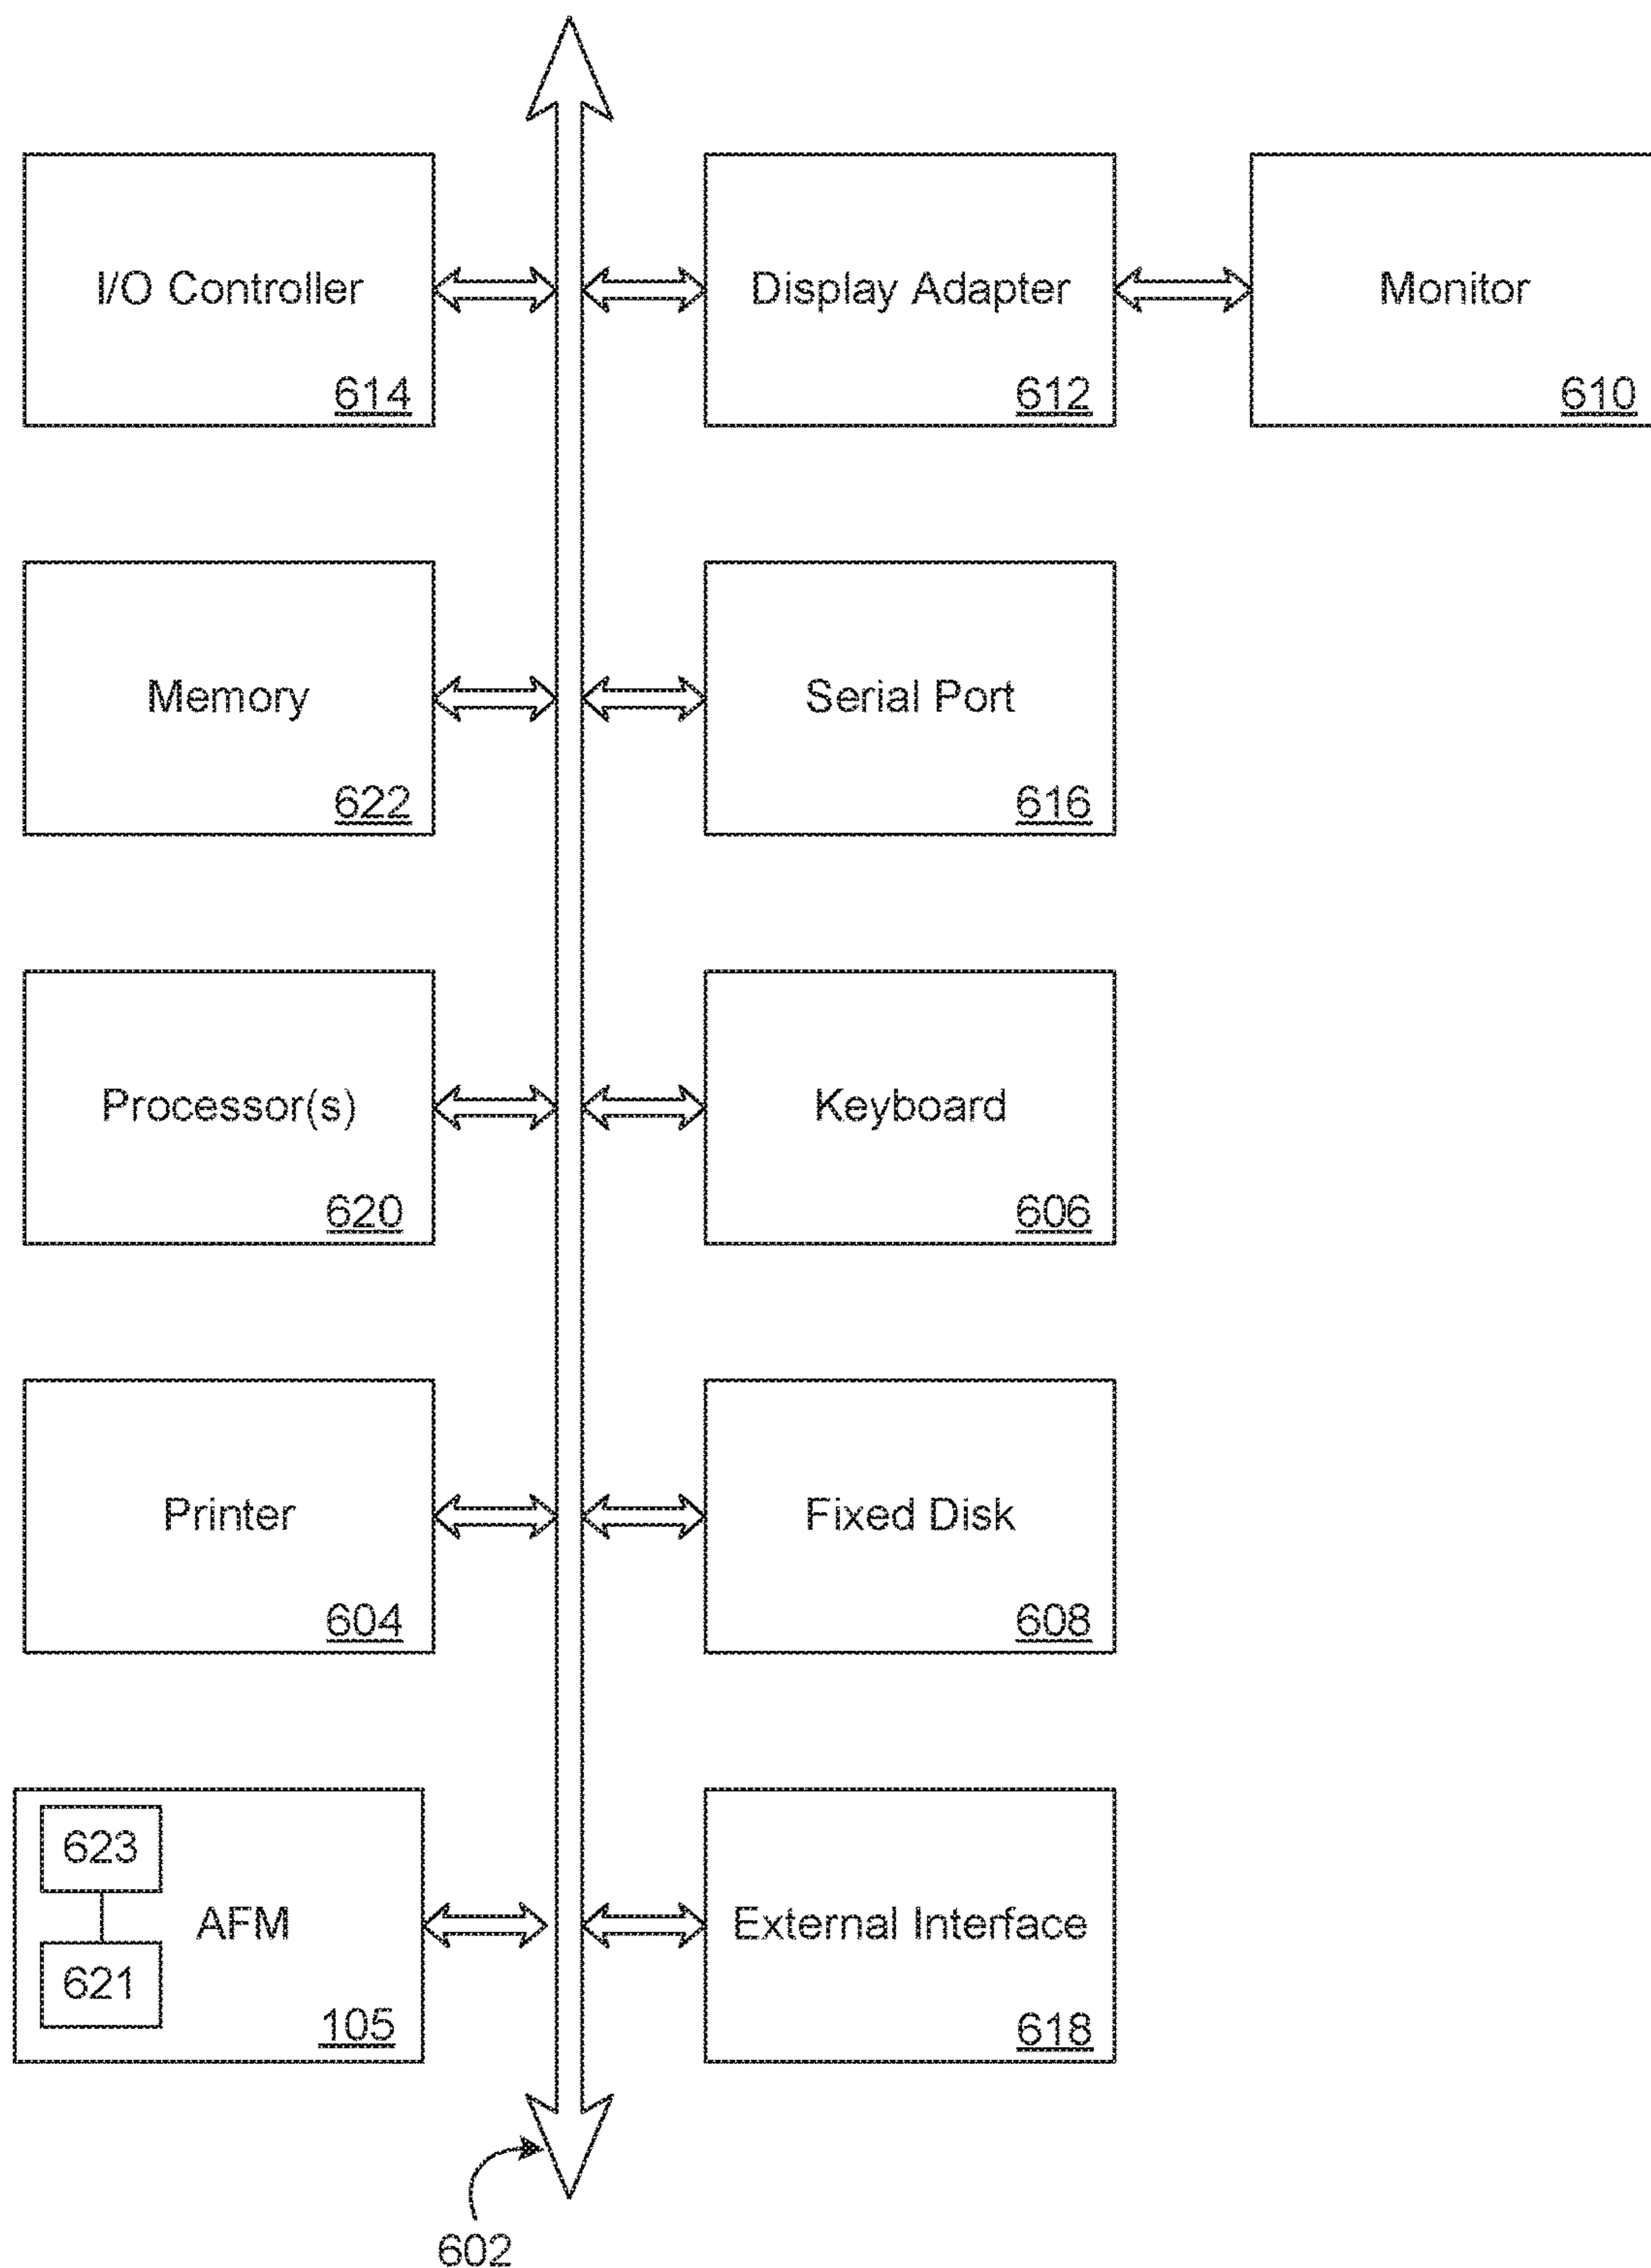 I/O Controller
614
Display Adapter
612
Monitor
610
Memory
622
Serial Port
616
Processor(s)
620
Keyboard
606
Printer
604
Fixed Disk
608
623
AFM
621
105
External Interface
618
602